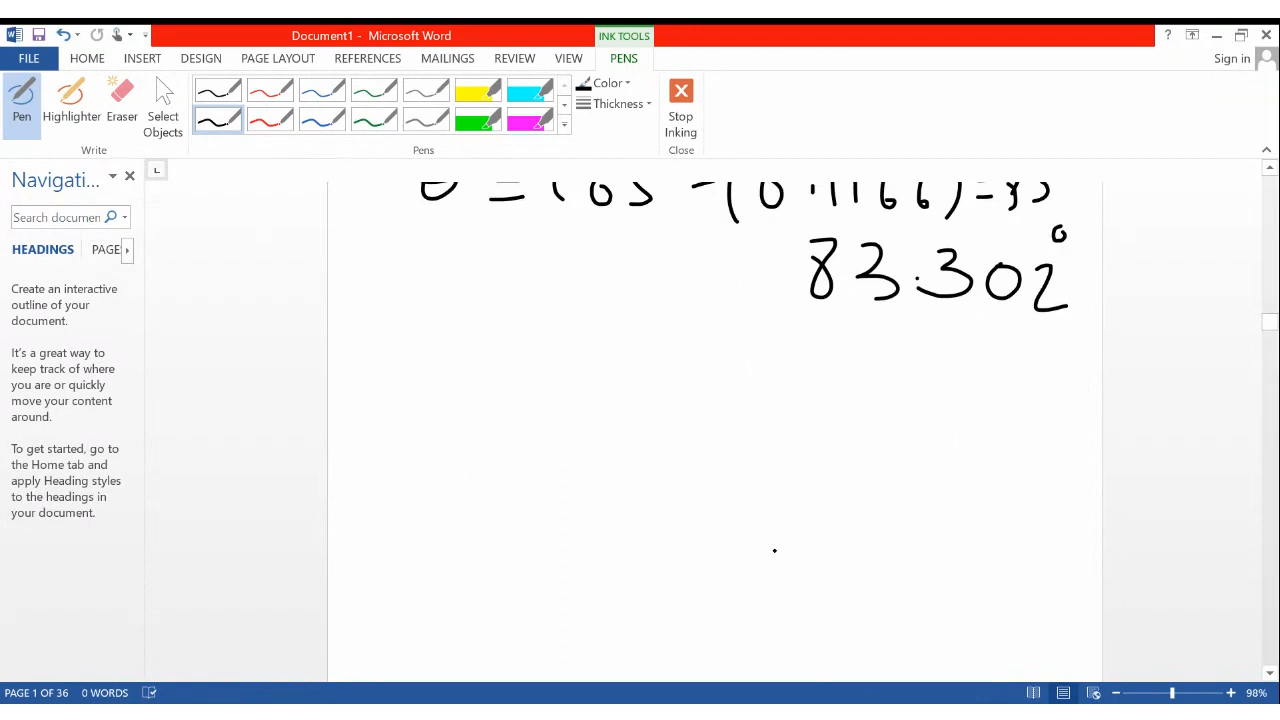 Document1 - Microsoft Word
INK TOOLS
FILE HOME INSERT DESIGN PAGE LAYOUT REFERENCES MAILINGS REVIEW VIEW PENS
Sign in
Pen Highlighter Eraser Select Objects
Color
Thickness
Stop Inking
Write Pens Close
Navigati...
Search documen
HEADINGS PAGE
Create an interactive
outline of your
document.
It's a great way to
keep track of where
you are or quickly
move your content
around.
To get started, go to
the Home tab and
apply Heading styles
to the headings in
your document.
83.302°
PAGE 1 OF 36 0 WORDS
98%